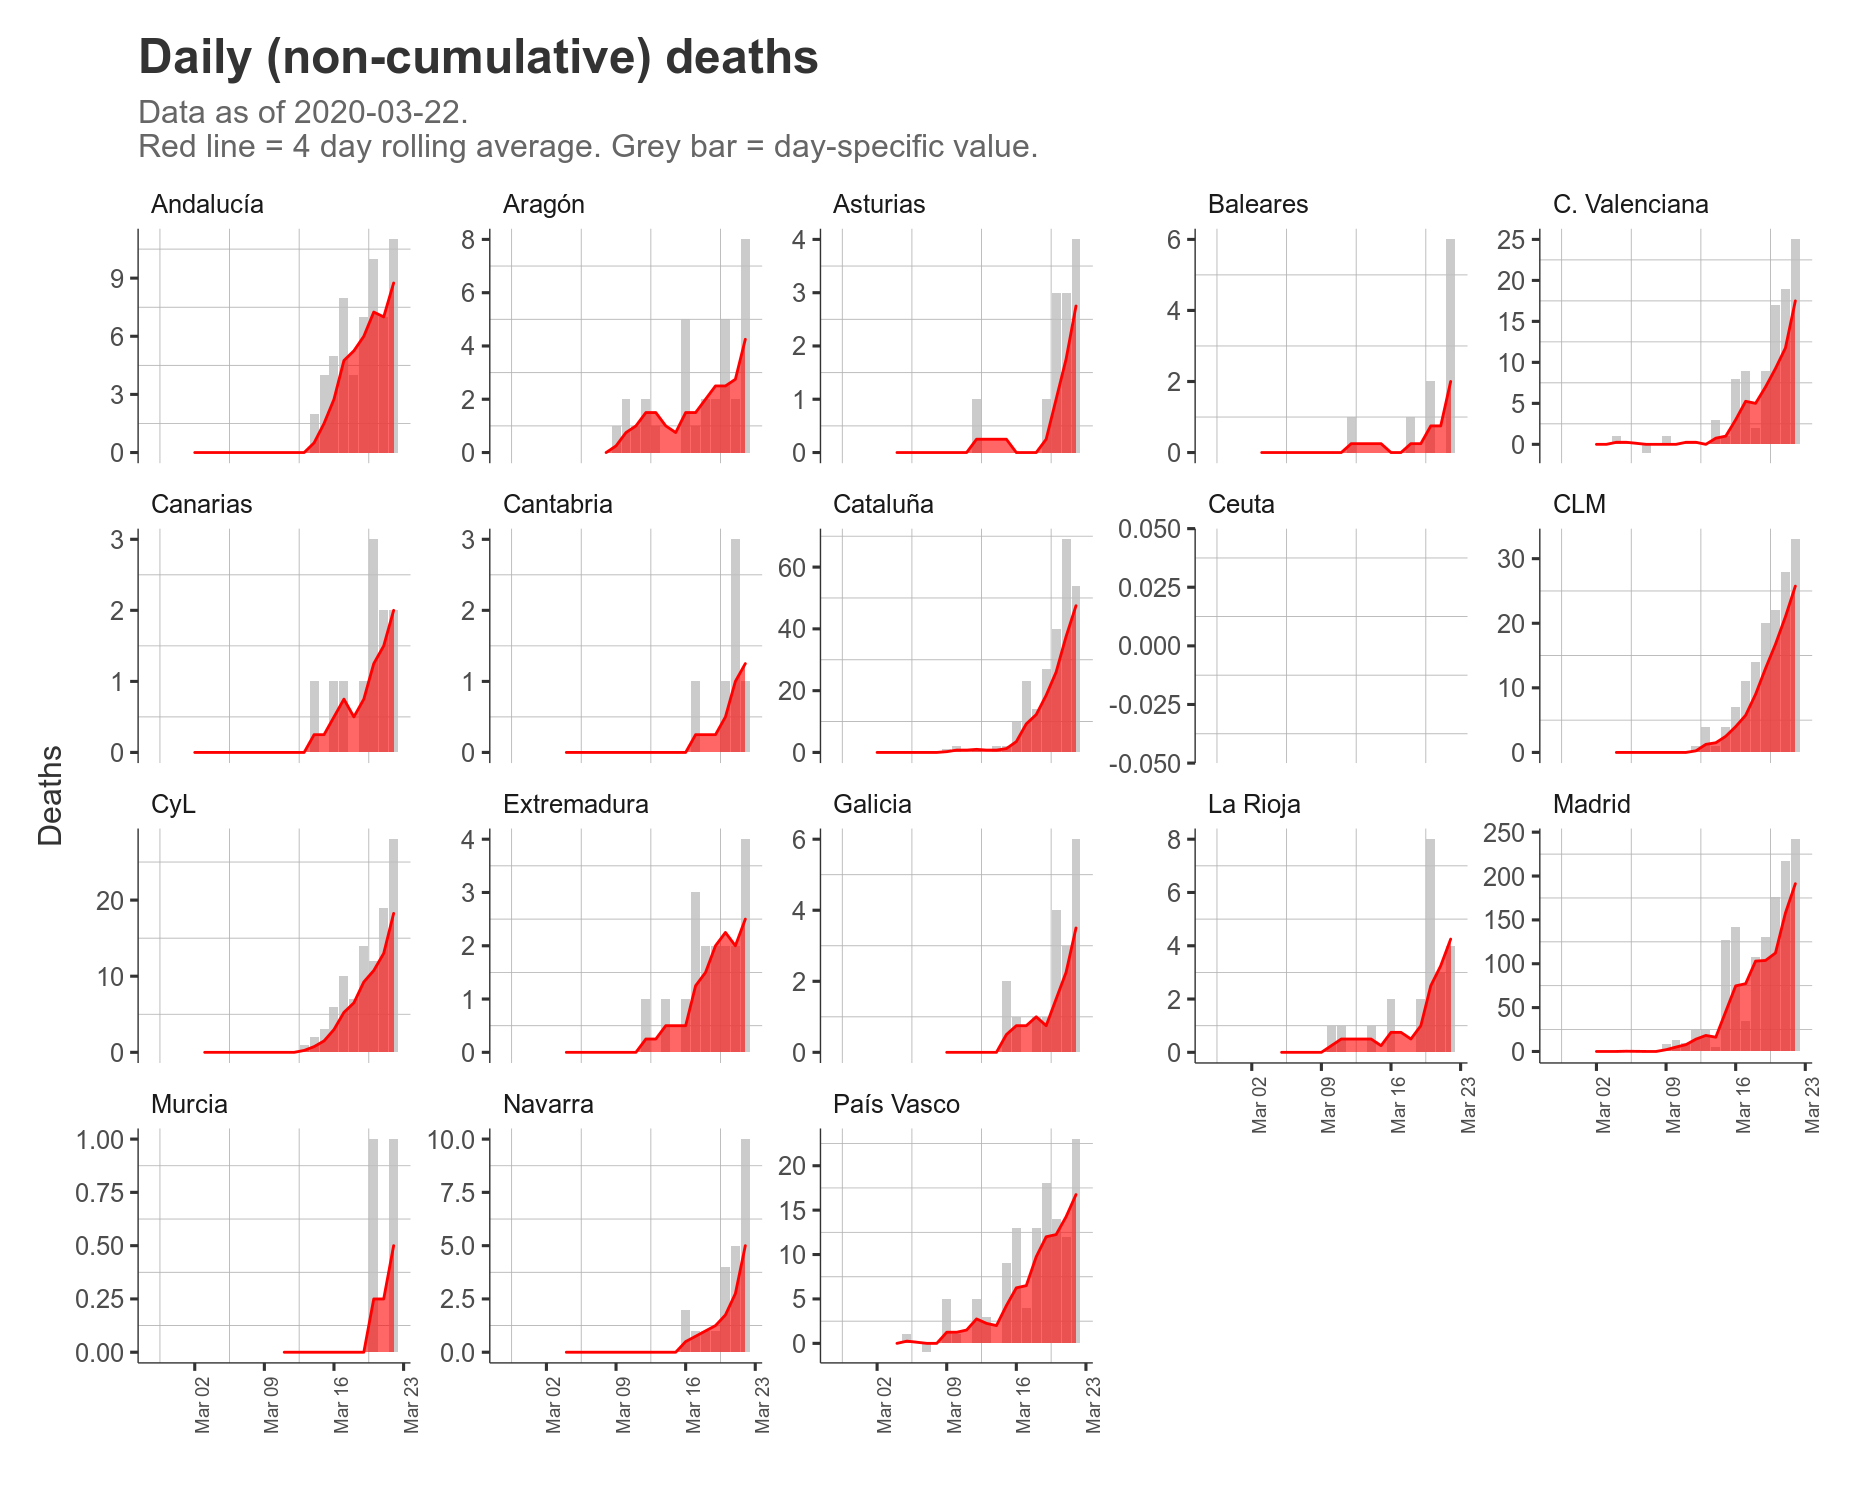 Daily (non-cumulative) deaths
Data as of 2020-03-22.
Red line = 4 day rolling average. Grey bar = day-specific value.
Deaths
Andalucía
9
6
3
0
Aragón
8
6
4
2
0
Asturias
4
3
2
1
0
Baleares
6
4
2
0
C. Valenciana
25
20
15
10
5
0
Canarias
3
2
1
0
Cantabria
3
2
1
0
Cataluña
60
40
20
0
Ceuta
0.050
0.025
0.000
-0.025
-0.050
CLM
30
20
10
0
CyL
20
10
0
Extremadura
4
3
2
1
0
Galicia
6
4
2
0
La Rioja
8
6
4
2
0
Mar 02
Mar 09
Mar 16
Mar 23
Madrid
250
200
150
100
50
0
Mar 02
Mar 09
Mar 16
Mar 23
Murcia
1.00
0.75
0.50
0.25
0.00
Mar 02
Mar 09
Mar 16
Mar 23
Navarra
10.0
7.5
5.0
2.5
0.0
Mar 02
Mar 09
Mar 16
Mar 23
País Vasco
20
15
10
5
0
Mar 02
Mar 09
Mar 16
Mar 23